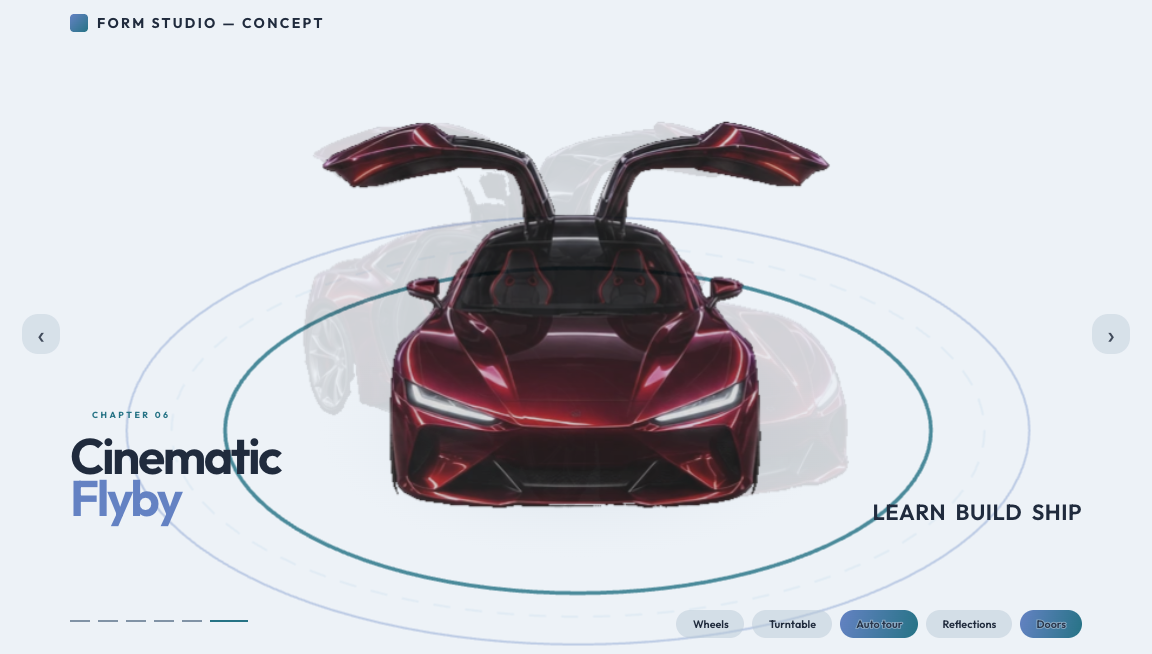 FORM STUDIO — CONCEPT
‹
›
CHAPTER 06
Cinematic
Flyby
LEARN BUILD SHIP
Wheels
Turntable
Auto tour
Reflections
Doors